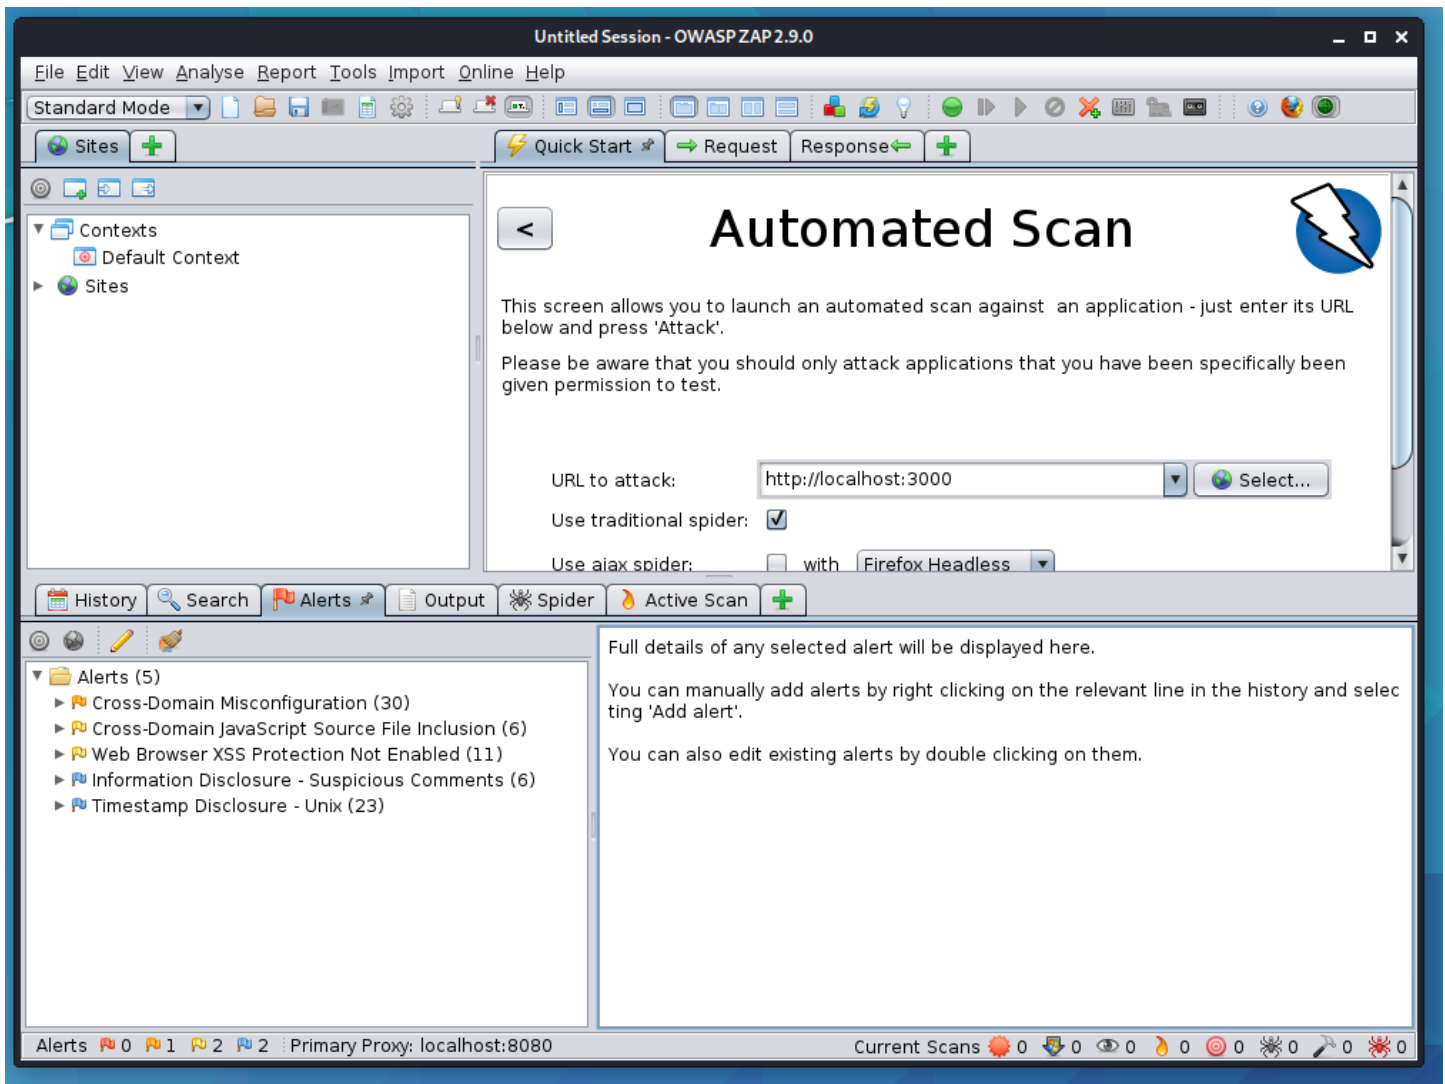 Untitled Session - OWASP ZAP 2.9.0
File Edit View Analyse Report Tools Import Online Help
Standard Mode
Sites
Quick Start
Request
Response
Contexts
Default Context
Sites
<
Automated Scan
This screen allows you to launch an automated scan against  an application - just enter its URL
below and press 'Attack'.
Please be aware that you should only attack applications that you have been specifically been
given permission to test.
URL to attack:
http://localhost:3000
Select...
Use traditional spider:
Use ajax spider:
with
Firefox Headless
History
Search
Alerts
Output
Spider
Active Scan
Alerts (5)
Cross-Domain Misconfiguration (30)
Cross-Domain JavaScript Source File Inclusion (6)
Web Browser XSS Protection Not Enabled (11)
Information Disclosure - Suspicious Comments (6)
Timestamp Disclosure - Unix (23)
Full details of any selected alert will be displayed here.
You can manually add alerts by right clicking on the relevant line in the history and selec
ting 'Add alert'.
You can also edit existing alerts by double clicking on them.
Alerts 0 1 2 2 Primary Proxy: localhost:8080
Current Scans 0 0 0 0 0 0 0 0